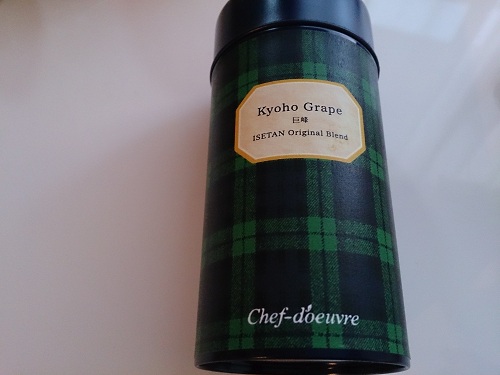 Kyoho Grape
巨峰
ISETAN Original Blend
Chef-d'oeuvre